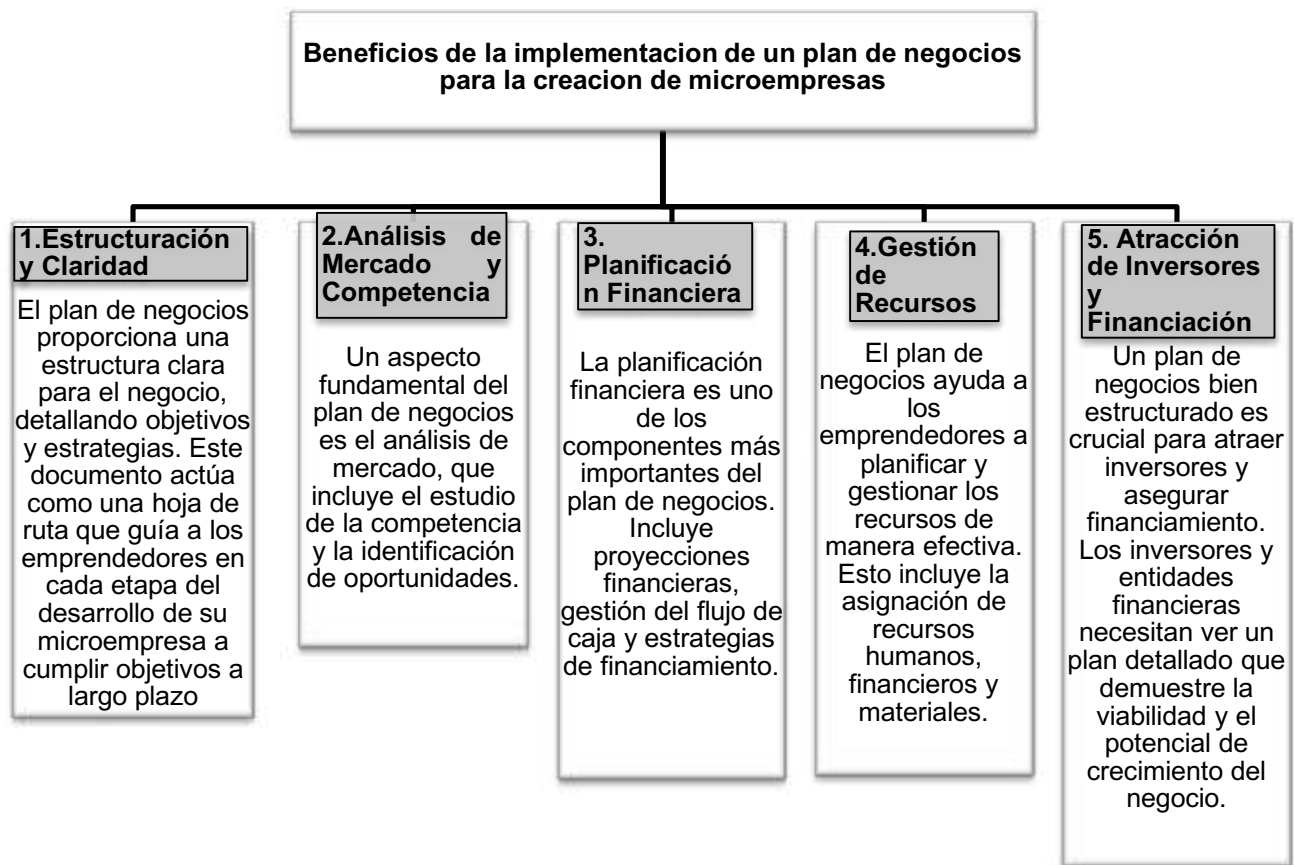 Beneficios de la implementacion de un plan de negocios
para la creacion de microempresas
1.Estructuración
y Claridad
El plan de negocios
proporciona una
estructura clara
para el negocio,
detallando objetivos
y estrategias. Este
documento actúa
como una hoja de
ruta que guía a los
emprendedores en
cada etapa del
desarrollo de su
microempresa a
cumplir objetivos a
largo plazo
2.Análisis de
Mercado y
Competencia
Un aspecto
fundamental del
plan de negocios
es el análisis de
mercado, que
incluye el estudio
de la competencia
y la identificación
de oportunidades.
3.
Planificació
n Financiera
La planificación
financiera es uno
de los
componentes más
importantes del
plan de negocios.
Incluye
proyecciones
financieras,
gestión del flujo de
caja y estrategias
de financiamiento.
4.Gestión
de
Recursos
El plan de
negocios ayuda a
los
emprendedores a
planificar y
gestionar los
recursos de
manera efectiva.
Esto incluye la
asignación de
recursos
humanos,
financieros y
materiales.
5. Atracción
de Inversores
y
Financiación
Un plan de
negocios bien
estructurado es
crucial para atraer
inversores y
asegurar
financiamiento.
Los inversores y
entidades
financieras
necesitan ver un
plan detallado que
demuestre la
viabilidad y el
potencial de
crecimiento del
negocio.